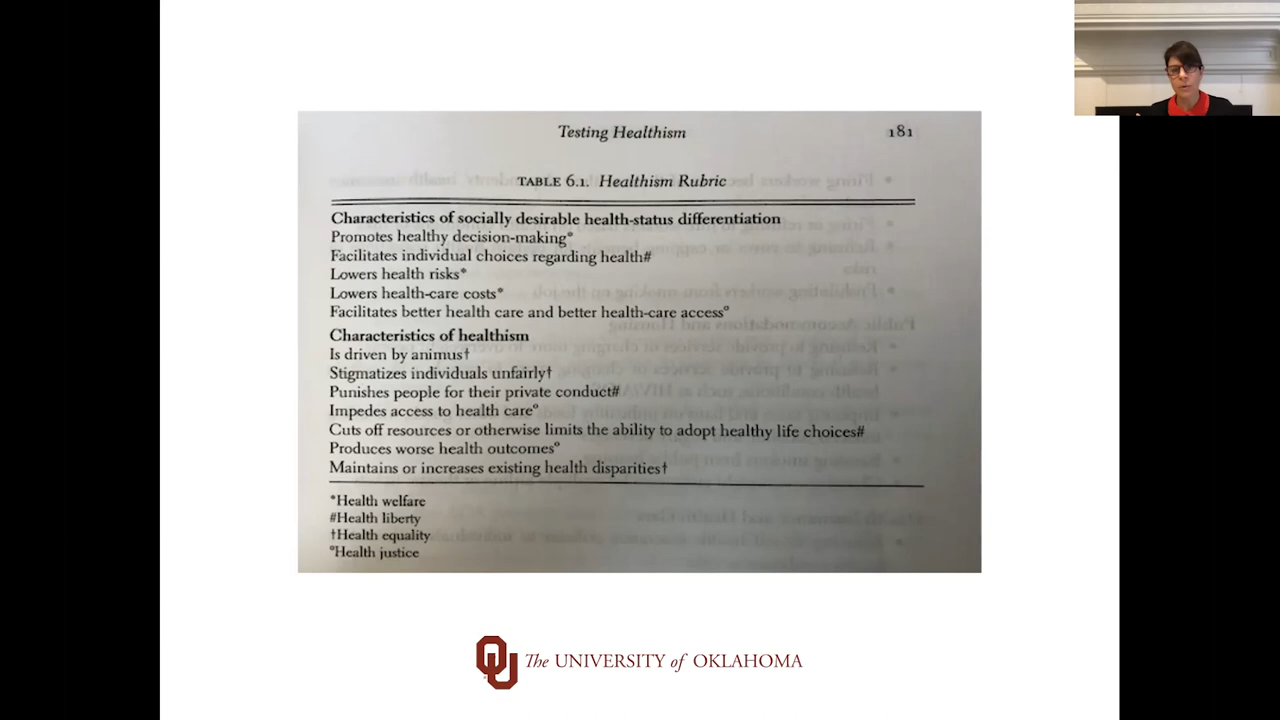 Testing Healthism 181
TABLE 6.1. Healthism Rubric
Characteristics of socially desirable health-status differentiation
Promotes healthy decision-making°
Facilitates individual choices regarding health#
Lowers health risks*
Lowers health-care costs*
Facilitates better health care and better health-care access°
Characteristics of healthism
Is driven by animus†
Stigmatizes individuals unfairly†
Punishes people for their private conduct#
Impedes access to health care°
Cuts off resources or otherwise limits the ability to adopt healthy life choices#
Produces worse health outcomes°
Maintains or increases existing health disparities†
*Health welfare
#Health liberty
†Health equality
°Health justice
OU The UNIVERSITY of OKLAHOMA